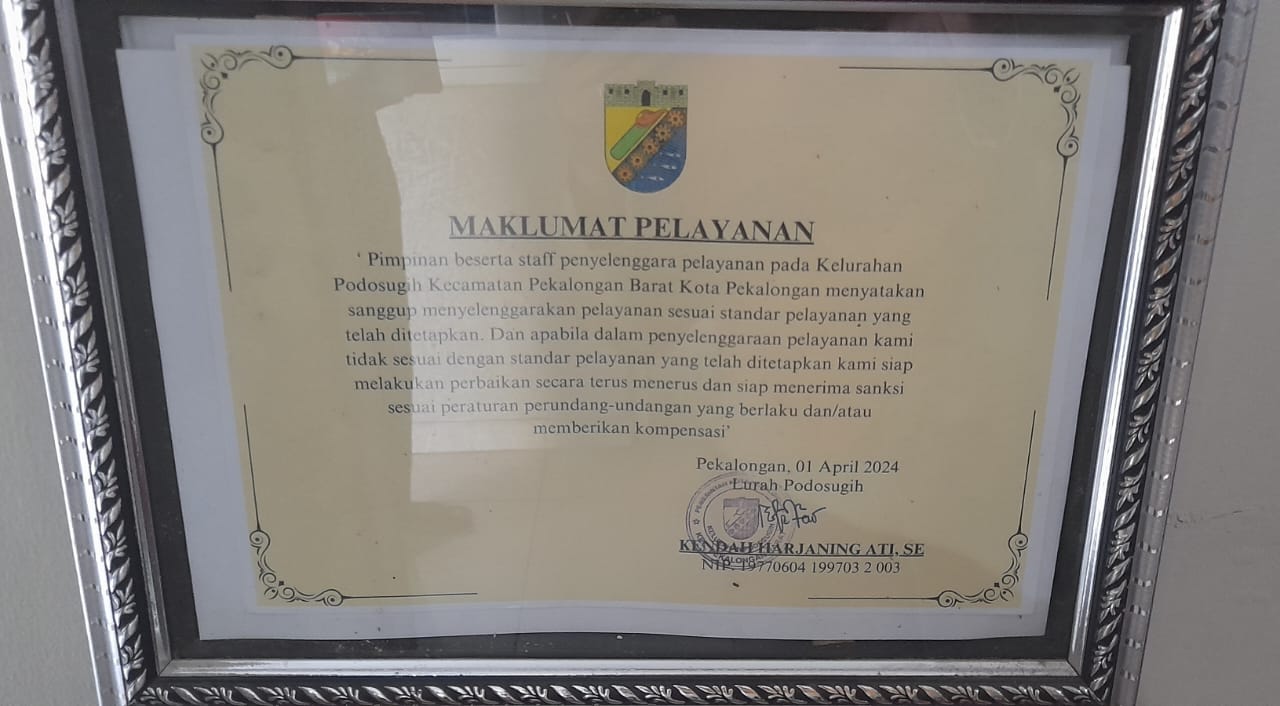 MAKLUMAT PELAYANAN
' Pimpinan beserta staff penyelenggara pelayanan pada Kelurahan
Podosugih Kecamatan Pekalongan Barat Kota Pekalongan menyatakan
sanggup menyelenggarakan pelayanan sesuai standar pelayanan yang
telah ditetapkan. Dan apabila dalam penyelenggaraan pelayanan kami
tidak sesuai dengan standar pelayanan yang telah ditetapkan kami siap
melakukan perbaikan secara terus menerus dan siap menerima sanksi
sesuai peraturan perundang-undangan yang berlaku dan/atau
memberikan kompensasi'
Pekalongan, 01 April 2024
Lurah Podosugih
KENDAH HARJANING ATI, SE
NIP. 19770604 199703 2 003